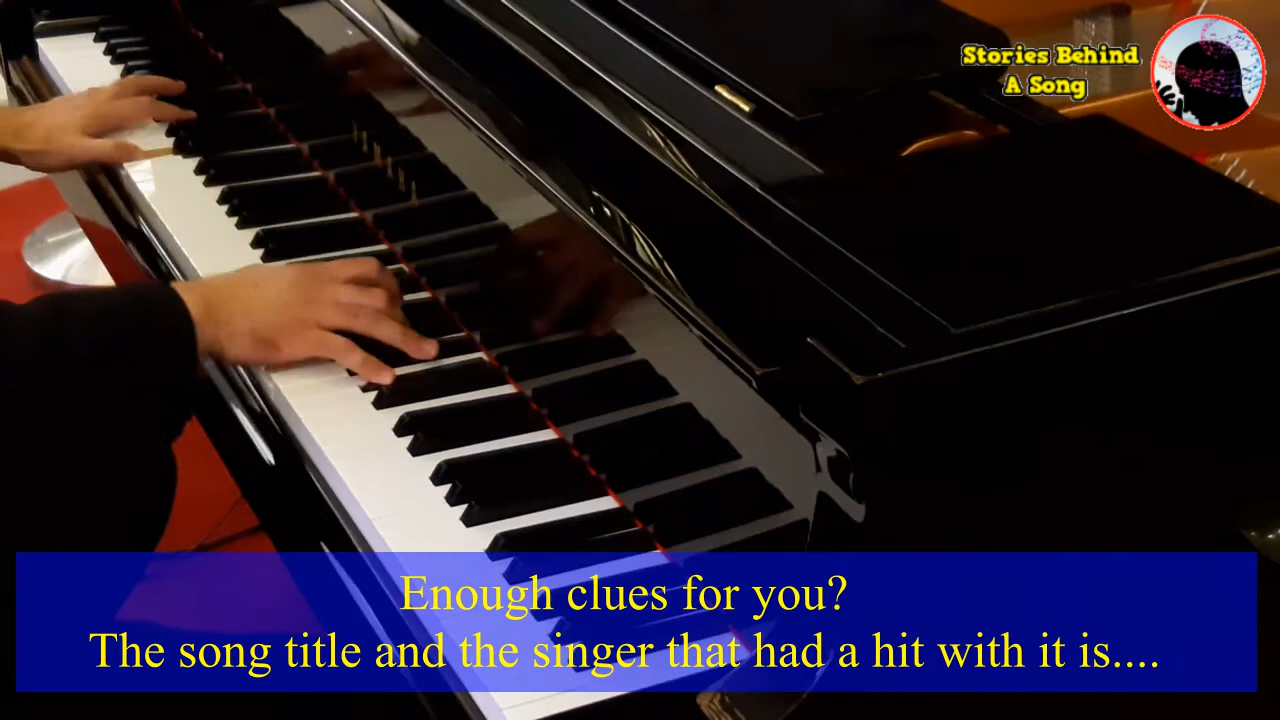 Stories Behind
A Song
Enough clues for you?
The song title and the singer that had a hit with it is....